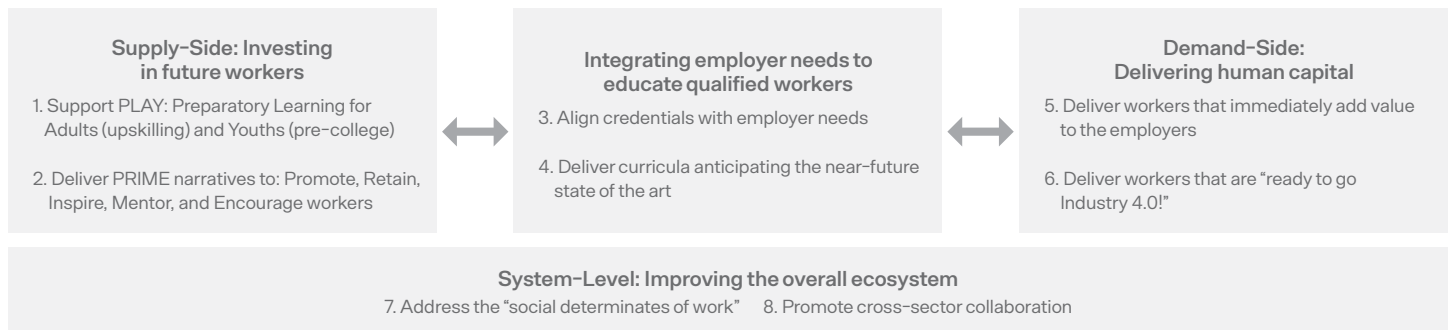 Supply-Side: Investing
in future workers
1. Support PLAY: Preparatory Learning for
Adults (upskilling) and Youths (pre-college)
2. Deliver PRIME narratives to: Promote, Retain,
Inspire, Mentor, and Encourage workers
Integrating employer needs to
educate qualified workers
3. Align credentials with employer needs
4. Deliver curricula anticipating the near-future
state of the art
Demand-Side:
Delivering human capital
5. Deliver workers that immediately add value
to the employers
6. Deliver workers that are “ready to go
Industry 4.0!”
System-Level: Improving the overall ecosystem
7. Address the “social determinates of work” 8. Promote cross-sector collaboration